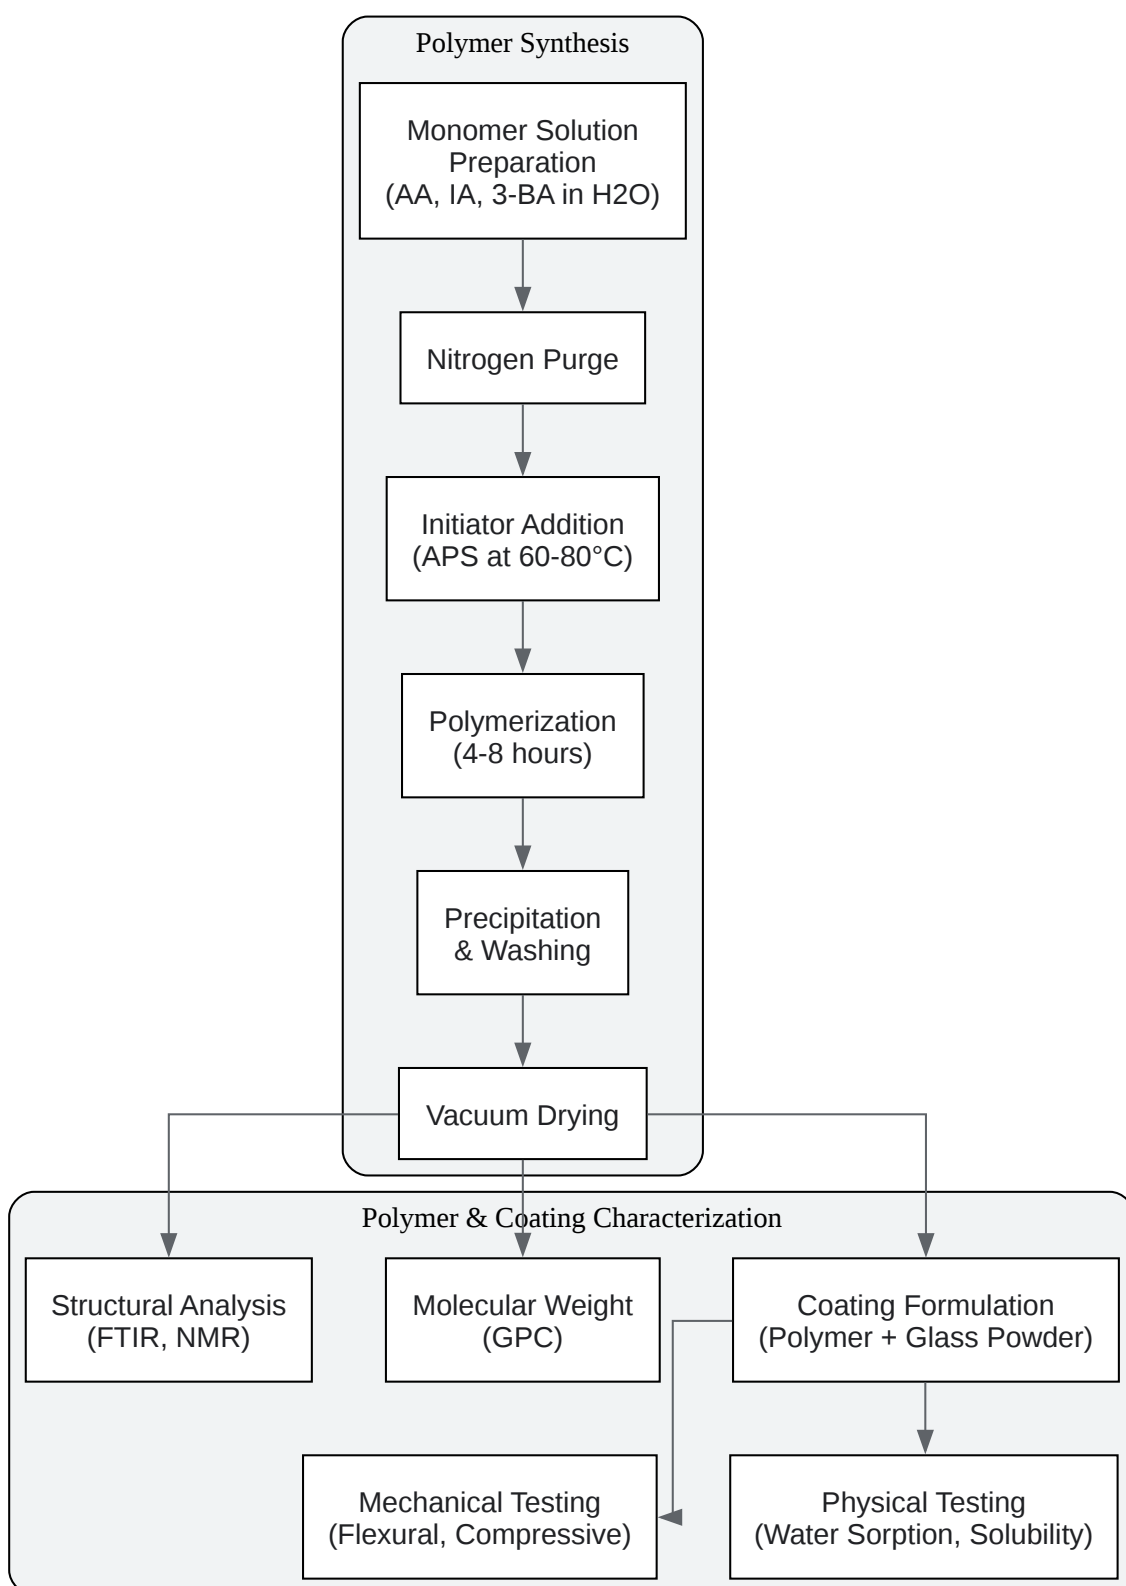 Polymer Synthesis
Monomer Solution
Preparation
(AA, IA, 3-BA in H2O)
Nitrogen Purge
Initiator Addition
(APS at 60-80°C)
Polymerization
(4-8 hours)
Precipitation
& Washing
Vacuum Drying
Polymer & Coating Characterization
Structural Analysis
(FTIR, NMR)
Molecular Weight
(GPC)
Coating Formulation
(Polymer + Glass Powder)
Mechanical Testing
(Flexural, Compressive)
Physical Testing
(Water Sorption, Solubility)